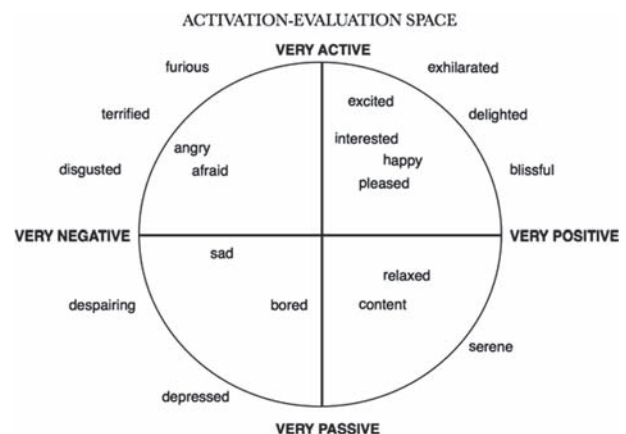 ACTIVATION-EVALUATION SPACE
VERY ACTIVE
furious
exhilarated
excited
terrified
delighted
interested
angry
happy
disgusted
afraid
blissful
pleased
VERY NEGATIVE
VERY POSITIVE
sad
relaxed
despairing
bored
content
serene
depressed
VERY PASSIVE